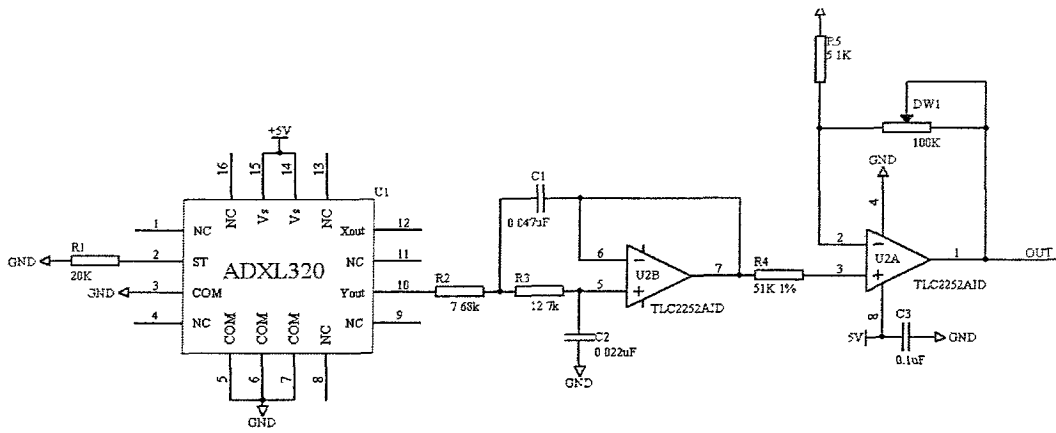 R5
5.1K
DW1
100K
+5V
GND
16
15
14
13
U1
C1
0.047uF
4
1
NC
NC
Vs
Vs
NC
Xout
12
R1
GND
20K
2
ST
ADXL320
NC
11
6
U2B
7
R4
2
U2A
1
OUT
GND
3
COM
Yout
10
R2
7.68k
R3
12.7k
5
TLC2252AID
51K 1%
3
TLC2252AID
4
NC
COM
COM
COM
NC
NC
9
C2
0.022uF
GND
8
5V
C3
0.1uF
GND
5
6
7
8
GND